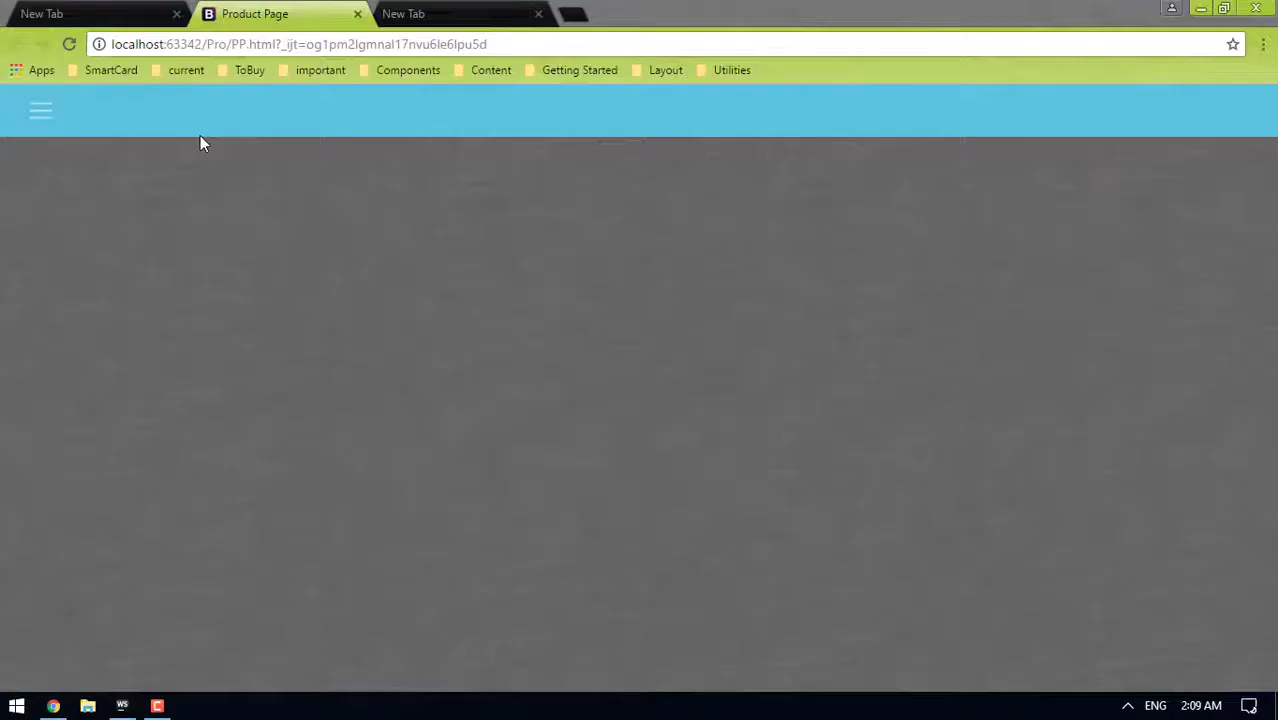 New Tab
Product Page
New Tab
localhost:63342/Pro/PP.html?_ijt=og1pm2lgmnal17nvu6le6lpu5d
Apps
SmartCard
current
ToBuy
important
Components
Content
Getting Started
Layout
Utilities
WS
ENG
2:09 AM